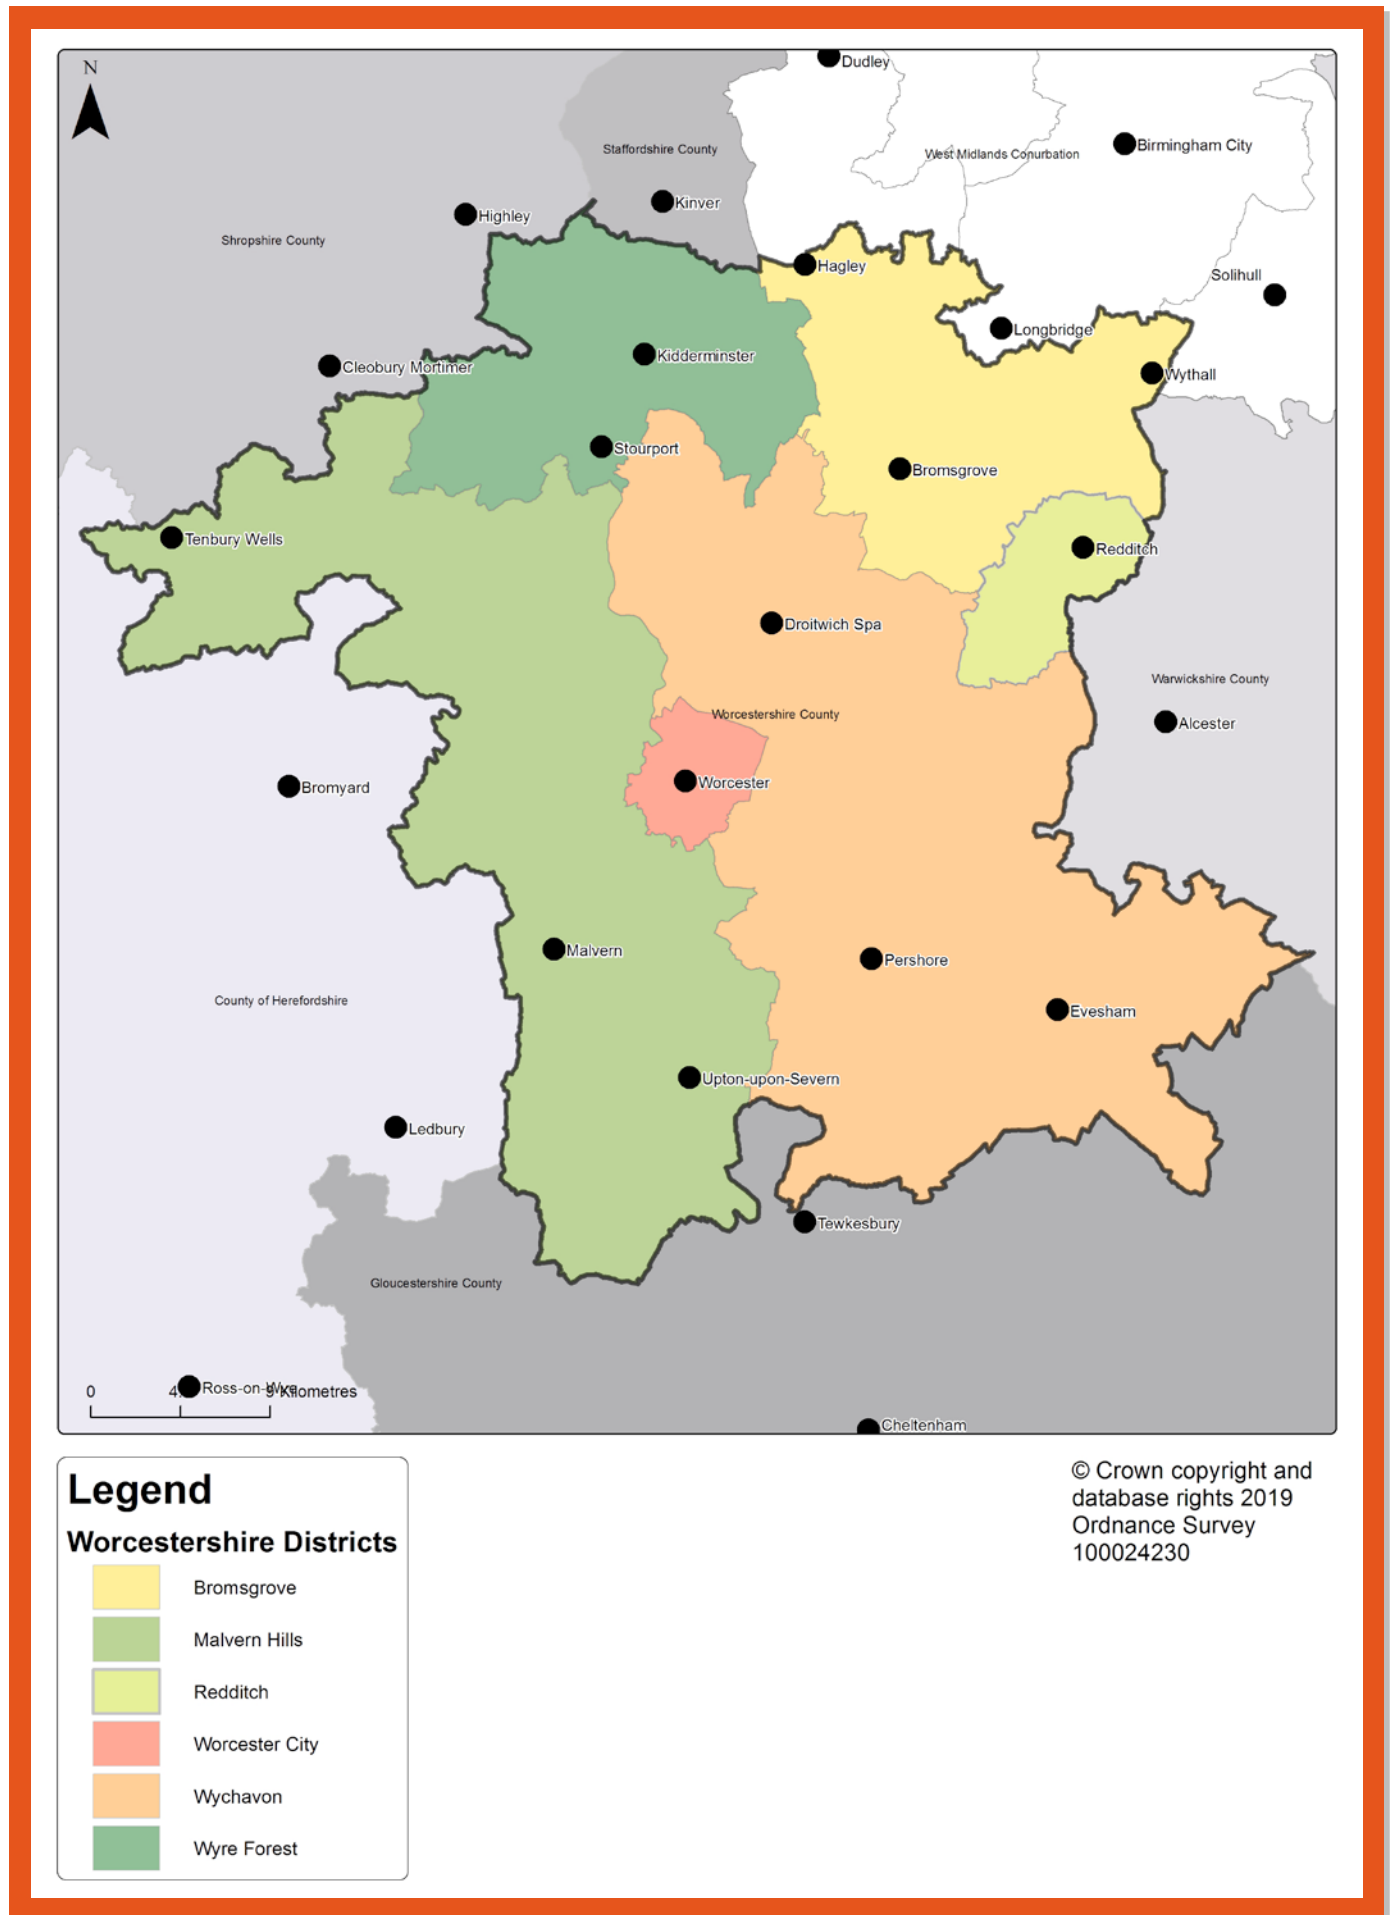 N
Dudley
Staffordshire County
West Midlands Conurbation
Birmingham City
Kinver
Highley
Shropshire County
Hagley
Solihull
Longbridge
Kidderminster
Cleobury Mortimer
Wythall
Stourport
Bromsgrove
Tenbury Wells
Redditch
Droitwich Spa
Warwickshire County
Worcestershire County
Alcester
Worcester
Bromyard
Malvern
Pershore
County of Herefordshire
Evesham
Upton-upon-Severn
Ledbury
Tewkesbury
Gloucestershire County
Ross-on-Wye
0 9 Kilometres
Cheltenham
Legend
Worcestershire Districts
Bromsgrove
Malvern Hills
Redditch
Worcester City
Wychavon
Wyre Forest
© Crown copyright and
database rights 2019
Ordnance Survey
100024230